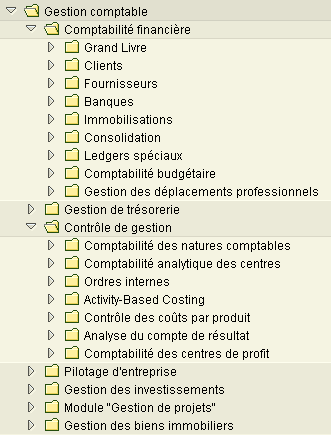 Gestion comptable
Comptabilité financière
Grand Livre
Clients
Fournisseurs
Banques
Immobilisations
Consolidation
Ledgers spéciaux
Comptabilité budgétaire
Gestion des déplacements professionnels
Gestion de trésorerie
Contrôle de gestion
Comptabilité des natures comptables
Comptabilité analytique des centres
Ordres internes
Activity-Based Costing
Contrôle des coûts par produit
Analyse du compte de résultat
Comptabilité des centres de profit
Pilotage d'entreprise
Gestion des investissements
Module "Gestion de projets"
Gestion des biens immobiliers